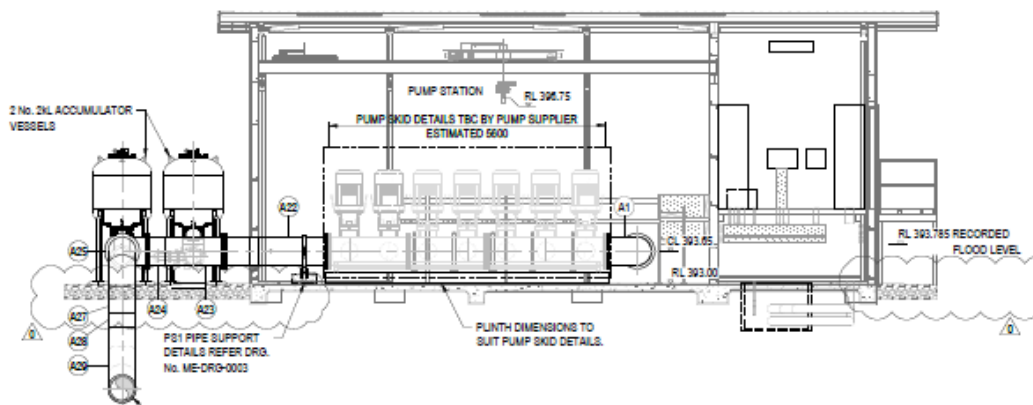 PUMP STATION
RL 396.75
2 No. 2kL ACCUMULATOR
VESSELS
PUMP SKID DETAILS TBC BY PUMP SUPPLIER
ESTIMATED 5600
A22
A1
A25
CL 393.65
RL 393.785 RECORDED
FLOOD LEVEL
RL 393.00
A24
A23
A27
A28
A29
0
0
PS1 PIPE SUPPORT
DETAILS REFER DRG.
No. ME-DRG-0003
PLINTH DIMENSIONS TO
SUIT PUMP SKID DETAILS.